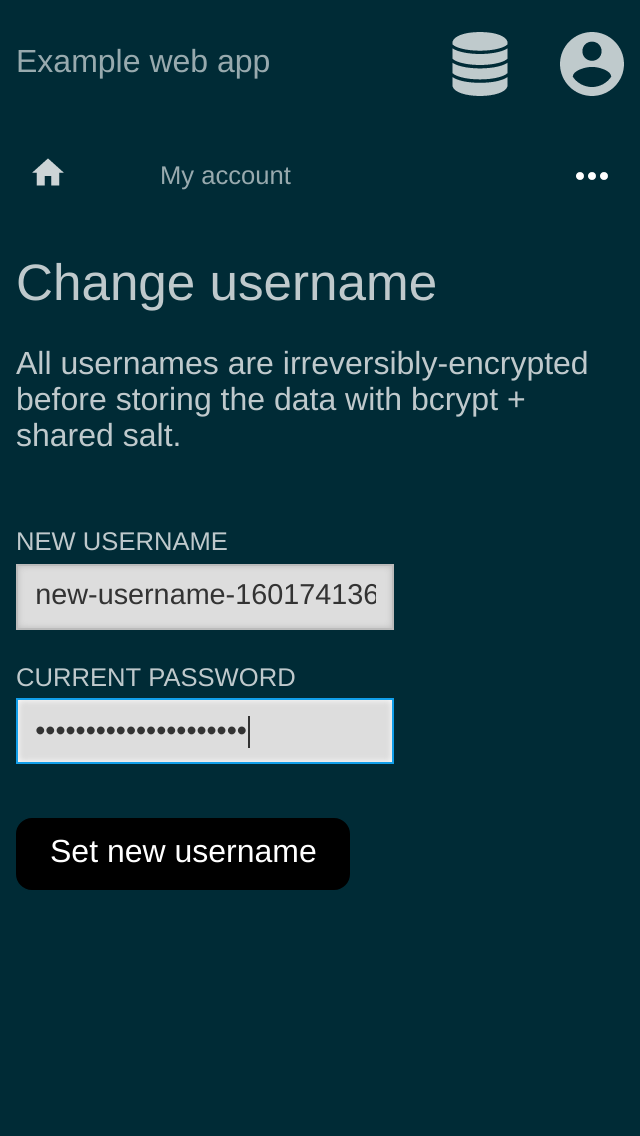 Example web app
My account
Change username
All usernames are irreversibly-encrypted
before storing the data with bcrypt +
shared salt.
NEW USERNAME
new-username-160174136
CURRENT PASSWORD
•••••••••••••••••••••
Set new username